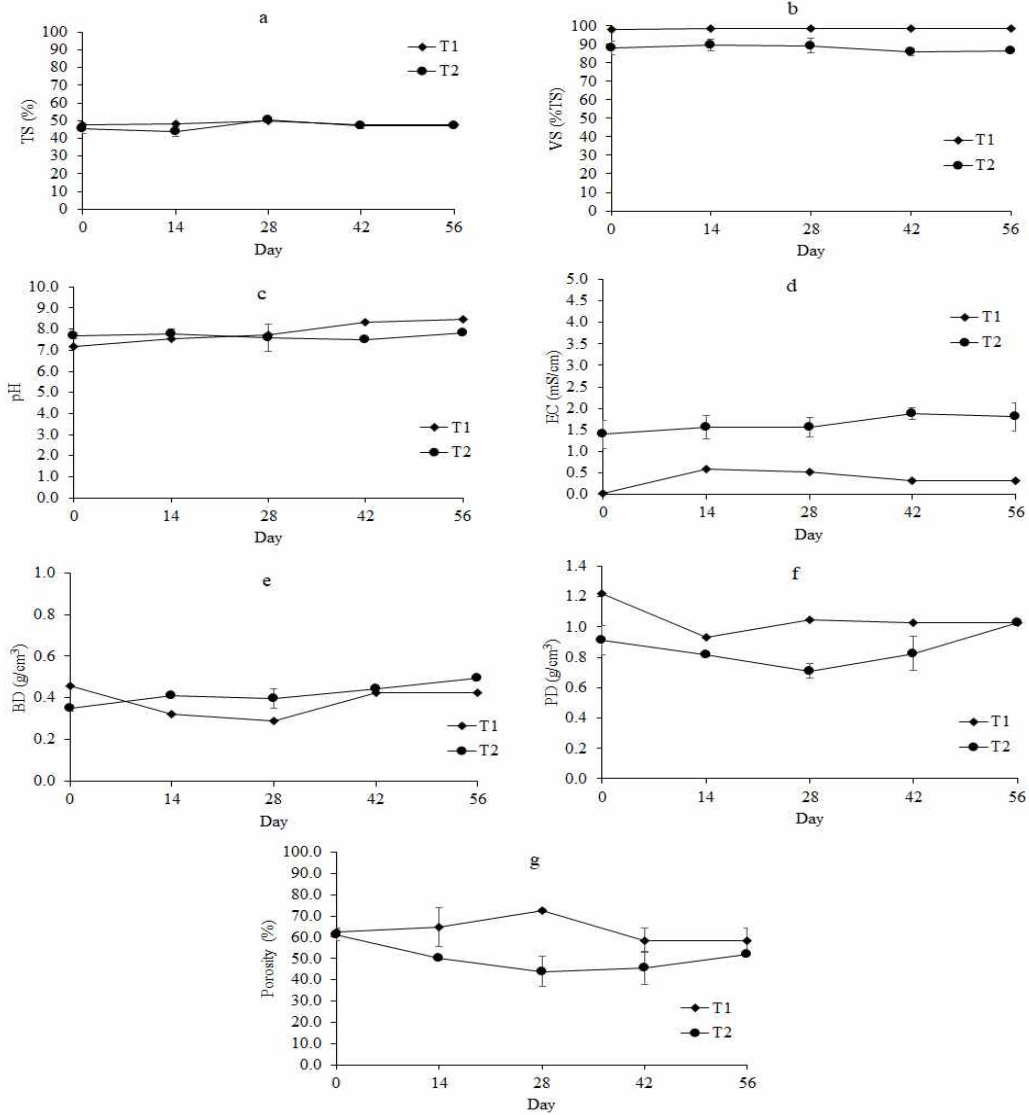 a
100
90
80
70
60
50
40
30
20
10
0
TS (%)
T1
T2
0 14 28 42 56
Day
b
100
90
80
70
60
50
40
30
20
10
0
VS (%TS)
T1
T2
0 14 28 42 56
Day
c
10.0
9.0
8.0
7.0
6.0
5.0
4.0
3.0
2.0
1.0
0.0
pH
T1
T2
0 14 28 42 56
Day
d
5.0
4.5
4.0
3.5
3.0
2.5
2.0
1.5
1.0
0.5
0.0
EC (mS/cm)
T1
T2
0 14 28 42 56
Day
e
1.0
0.8
0.6
0.4
0.2
0.0
BD (g/cm³)
T1
T2
0 14 28 42 56
Day
f
1.4
1.2
1.0
0.8
0.6
0.4
0.2
0.0
PD (g/cm³)
T1
T2
0 14 28 42 56
Day
g
100.0
90.0
80.0
70.0
60.0
50.0
40.0
30.0
20.0
10.0
0.0
Porosity (%)
T1
T2
0 14 28 42 56
Day